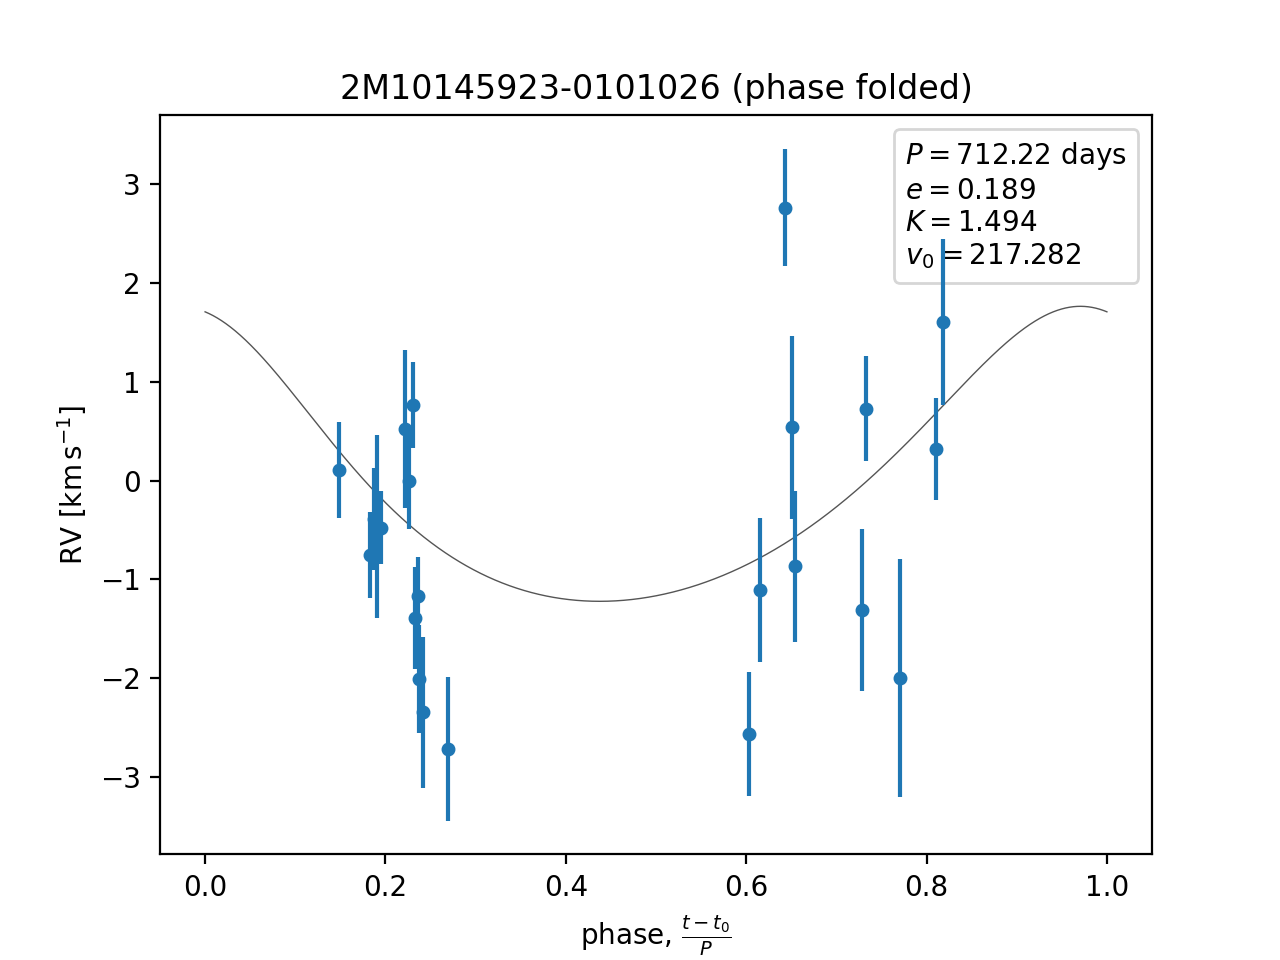 2M10145923-0101026 (phase folded)
P = 712.22 days
e = 0.189
K = 1.494
v₀ = 217.282
RV [km s⁻¹]
3
2
1
0
−1
−2
−3
0.0 0.2 0.4 0.6 0.8 1.0
phase, (t − t₀)/P